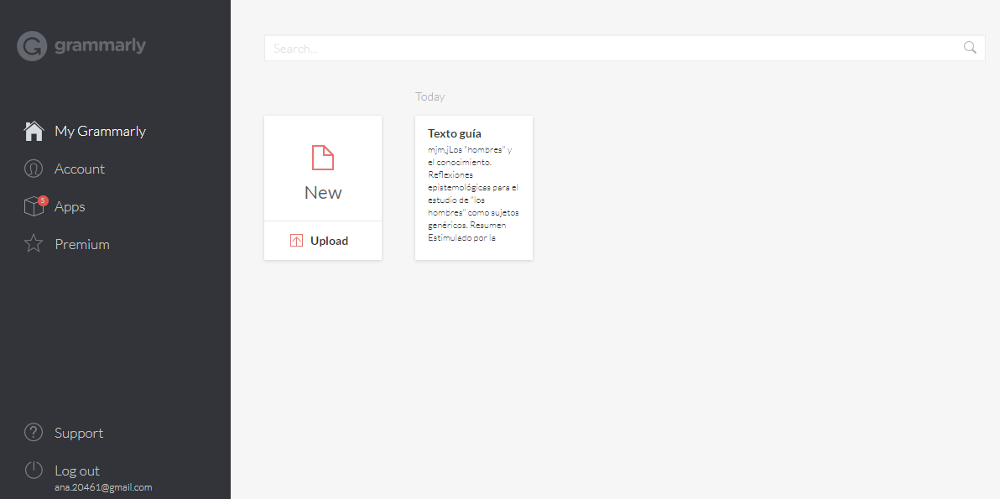 grammarly
My Grammarly
Account
5
Apps
Premium
Support
Log out
ana.20461@gmail.com
Search...
Today
New
Upload
Texto guía
mjm,jLos "hombres" y
el conocimiento.
Reflexiones
epistemológicas para el
estudio de "los
hombres" como sujetos
genéricos. Resumen
Estimulado por la